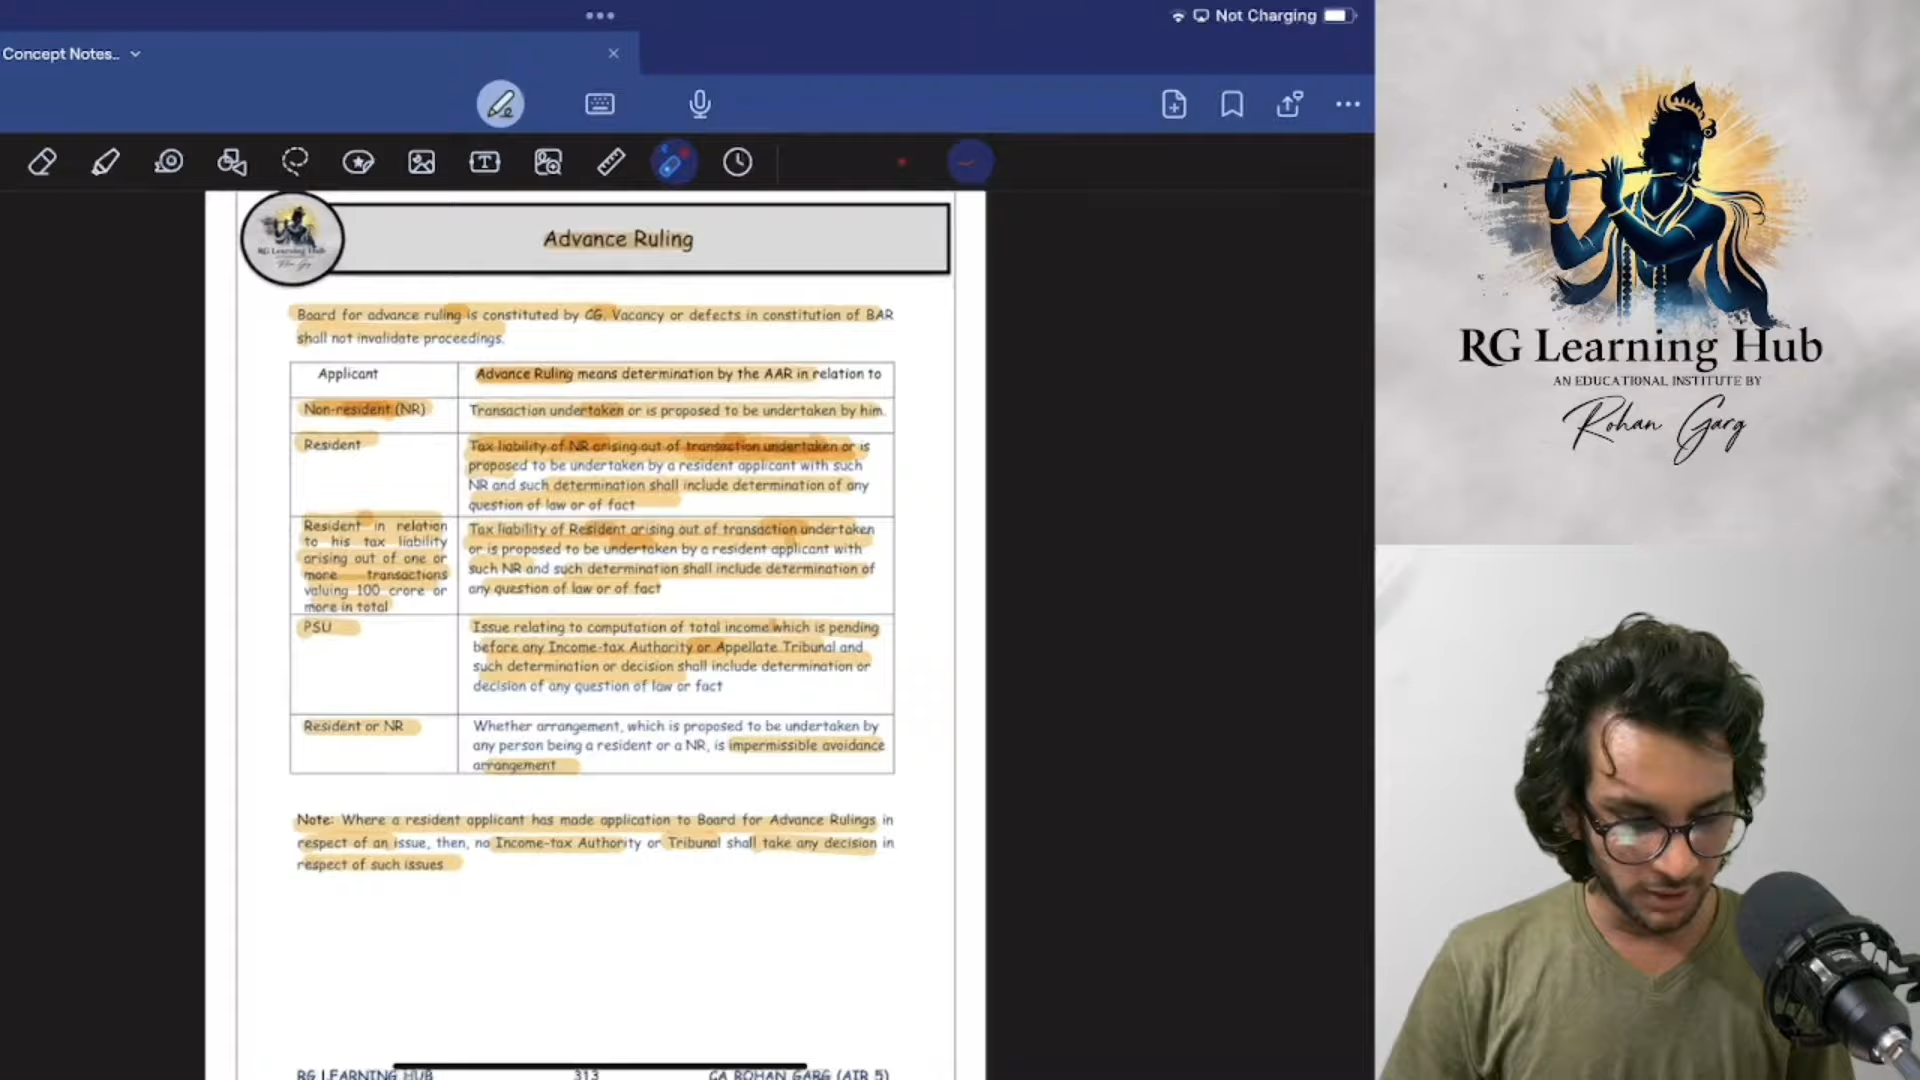 Not Charging
Concept Notes..
Advance Ruling
RG Learning Hub
Board for advance ruling is constituted by CG. Vacancy or defects in constitution of BAR
shall not invalidate proceedings.
Applicant
Advance Ruling means determination by the AAR in relation to
Non-resident (NR)
Transaction undertaken or is proposed to be undertaken by him.
Resident
Tax liability of NR arising out of transaction undertaken or is
proposed to be undertaken by a resident applicant with such
NR and such determination shall include determination of any
question of law or of fact
Resident in relation
to his tax liability
arising out of one or
more transactions
valuing 100 crore or
more in total
Tax liability of Resident arising out of transaction undertaken
or is proposed to be undertaken by a resident applicant with
such NR and such determination shall include determination of
any question of law or of fact
PSU
Issue relating to computation of total income which is pending
before any Income-tax Authority or Appellate Tribunal and
such determination or decision shall include determination or
decision of any question of law or fact
Resident or NR
Whether arrangement, which is proposed to be undertaken by
any person being a resident or a NR, is impermissible avoidance
arrangement
Note: Where a resident applicant has made application to Board for Advance Rulings in
respect of an issue, then, no Income-tax Authority or Tribunal shall take any decision in
respect of such issues
RG LEARNING HUB 313 CA ROHAN GARG (AIR 5)
RG Learning Hub
AN EDUCATIONAL INSTITUTE BY
Rohan Garg